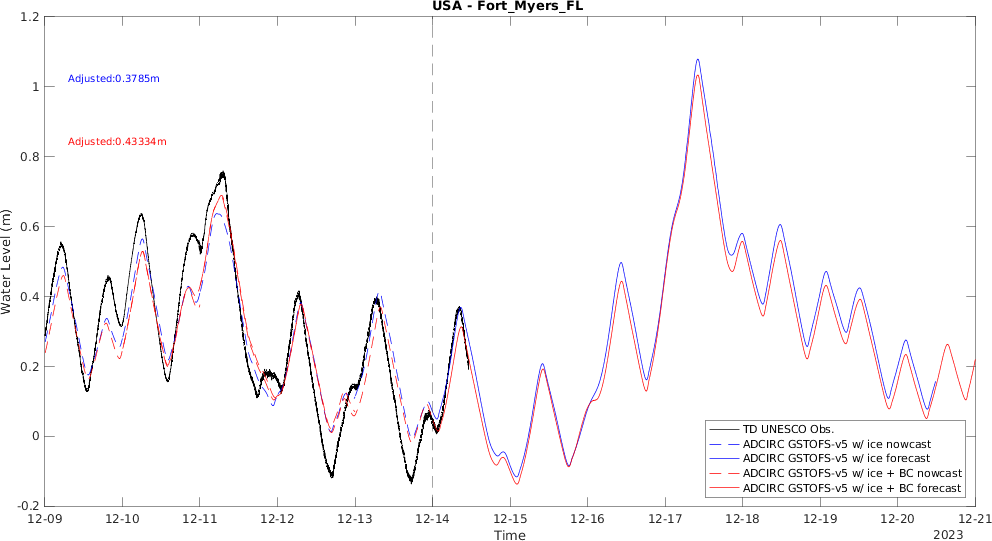 USA - Fort_Myers_FL
1.2
1
0.8
0.6
0.4
0.2
0
-0.2
Water Level (m)
Adjusted:0.3785m
Adjusted:0.43334m
TD UNESCO Obs.
ADCIRC GSTOFS-v5 w/ ice nowcast
ADCIRC GSTOFS-v5 w/ ice forecast
ADCIRC GSTOFS-v5 w/ ice + BC nowcast
ADCIRC GSTOFS-v5 w/ ice + BC forecast
12-09 12-10 12-11 12-12 12-13 12-14 12-15 12-16 12-17 12-18 12-19 12-20 12-21
Time
2023